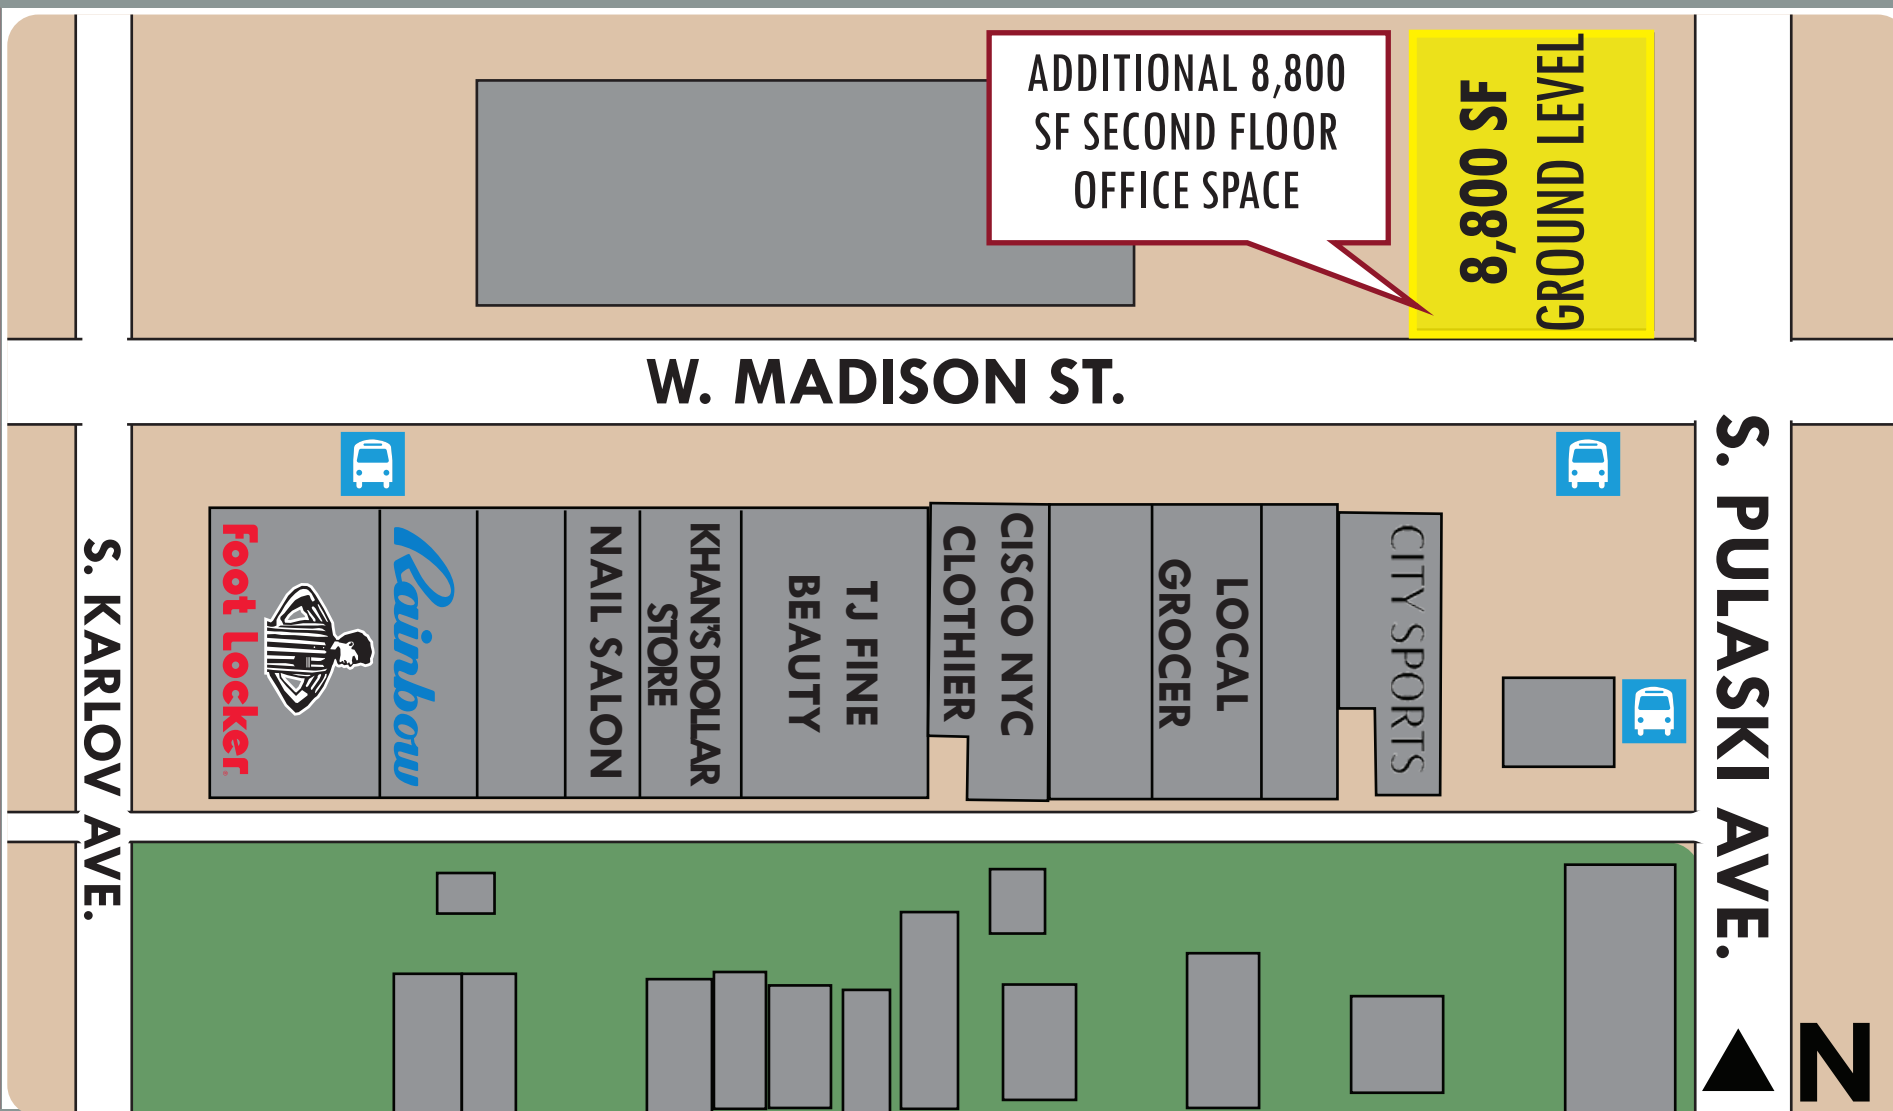 ADDITIONAL 8,800
SF SECOND FLOOR
OFFICE SPACE
8,800 SF
GROUND LEVEL
W. MADISON ST.
S. KARLOV AVE.
Foot Locker.
Rainbow
NAIL SALON
KHAN'S DOLLAR
STORE
TJ FINE
BEAUTY
CISCO NYC
CLOTHIER
LOCAL
GROCER
CITY SPORTS
S. PULASKI AVE.
N